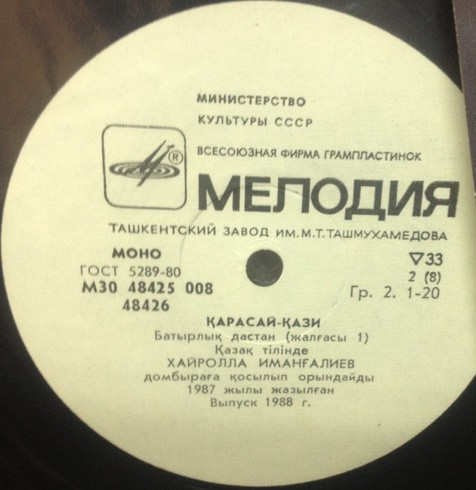 МИНИСТЕРСТВО
КУЛЬТУРЫ СССР
ВСЕСОЮЗНАЯ ФИРМА ГРАМПЛАСТИНОК
®
МЕЛОДИЯ
ТАШКЕНТСКИЙ ЗАВОД ИМ. М. Т. ТАШМУХАМЕДОВА
МОНО
ГОСТ 5289-80
М30 48425 008
48426
▽33
2 (8)
Гр. 2. 1-20
ҚАРАСАЙ-ҚАЗИ
Батырлық дастан (жалғасы 1)
Қазақ тілінде
ХАЙРОЛЛА ИМАНҒАЛИЕВ
домбыраға қосылып орындайды
1987 жылы жазылған
Выпуск 1988 г.